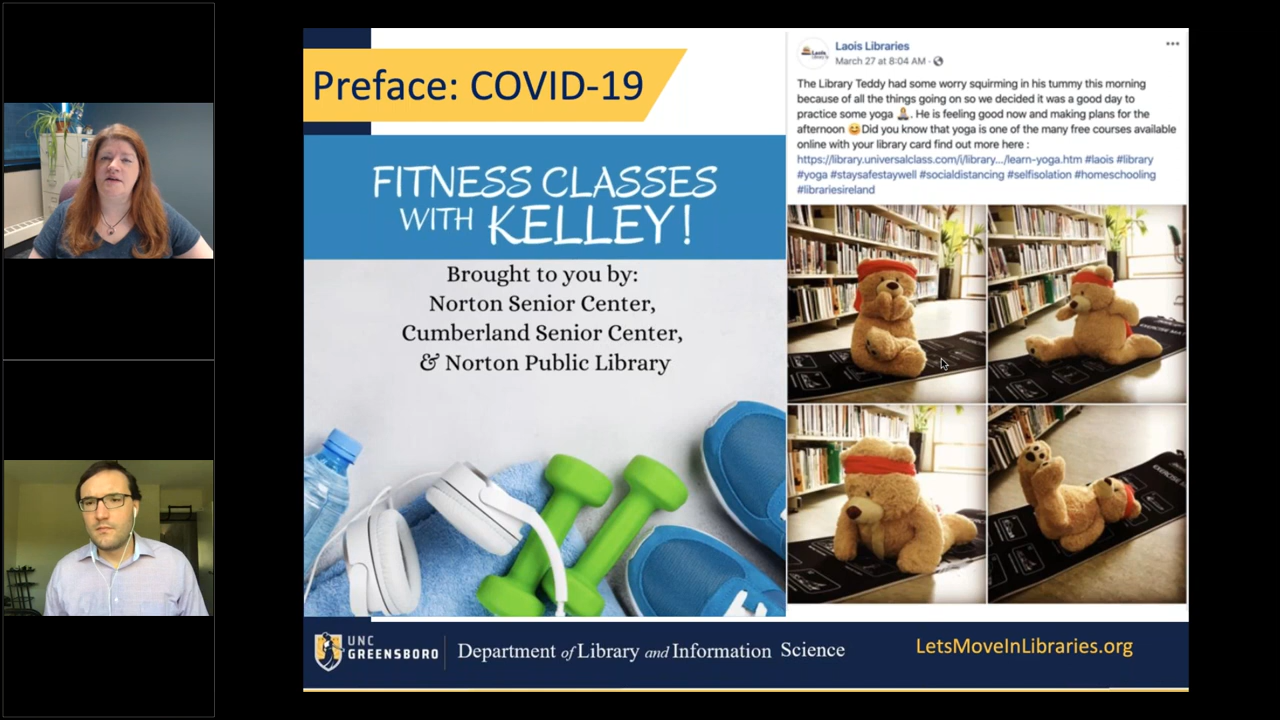 Preface: COVID-19
FITNESS CLASSES
WITH KELLEY!
Brought to you by:
Norton Senior Center,
Cumberland Senior Center,
& Norton Public Library
Laois Libraries
March 27 at 8:04 AM ·
The Library Teddy had some worry squirming in his tummy this morning
because of all the things going on so we decided it was a good day to
practice some yoga 🧘. He is feeling good now and making plans for the
afternoon 😄Did you know that yoga is one of the many free courses available
online with your library card find out more here :
https://library.universalclass.com/i/library.../learn-yoga.htm #laois #library
#yoga #staysafestaywell #socialdistancing #selfisolation #homeschooling
#librariesireland
UNC
GREENSBORO
Department of Library and Information Science
LetsMoveInLibraries.org